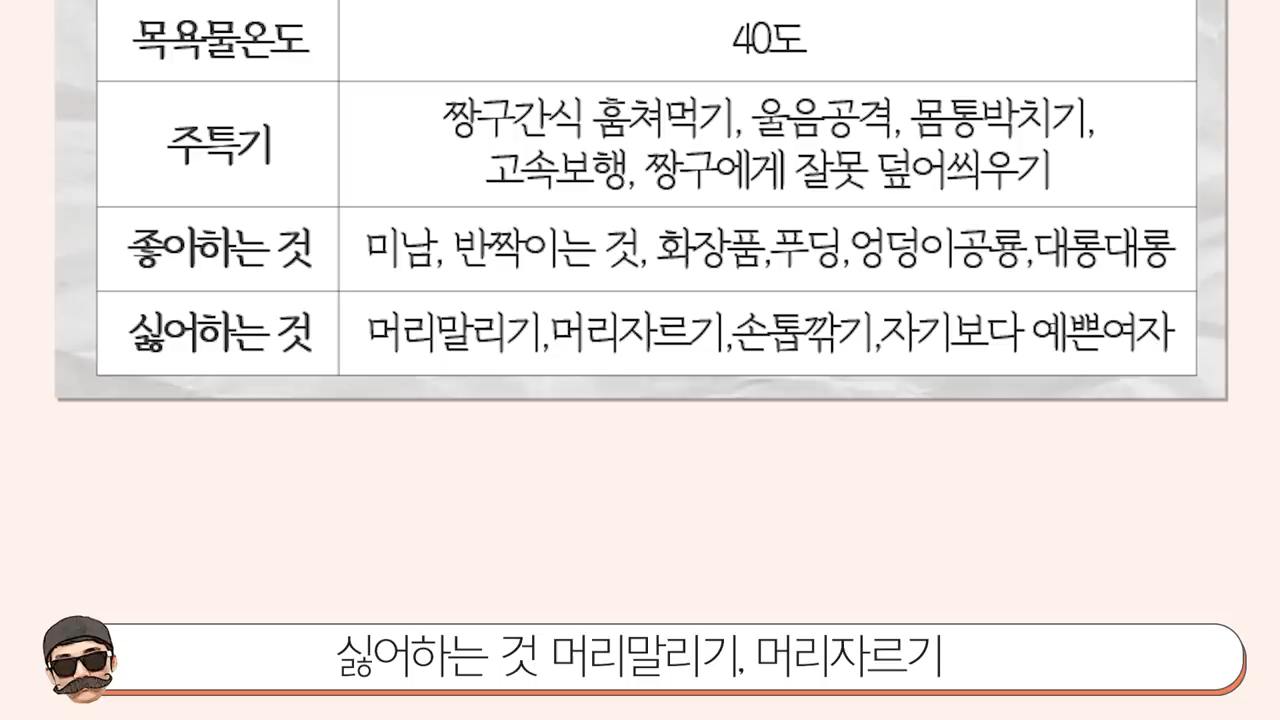 목욕물온도 40도
주특기 짱구간식 훔쳐먹기, 울음공격, 몸통박치기,
고속보행, 짱구에게 잘못 덮어씌우기
좋아하는 것 미남, 반짝이는 것, 화장품,푸딩,엉덩이공룡,대롱대롱
싫어하는 것 머리말리기,머리자르기,손톱깎기,자기보다 예쁜여자
싫어하는 것 머리말리기, 머리자르기